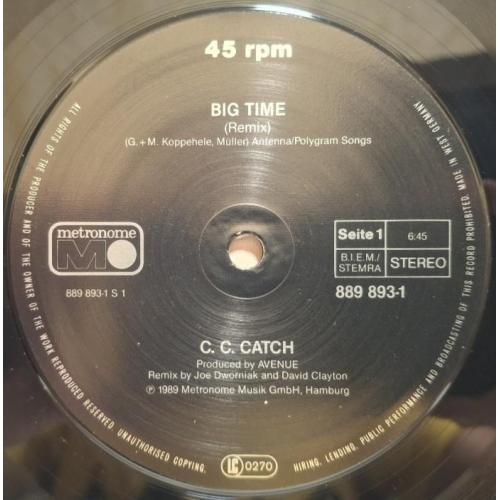 45 rpm
BIG TIME
(Remix)
(G. + M. Koppehele, Müller) Antenna/Polygram Songs
metronome
M
889 893-1 S 1
Seite 1
6:45
B.I.E.M./
STEMRA
STEREO
889 893-1
C. C. CATCH
Produced by AVENUE
Remix by Joe Dworniak and David Clayton
℗ 1989 Metronome Musik GmbH, Hamburg
ALL RIGHTS OF THE PRODUCER AND OF THE OWNER OF THE WORK REPRODUCED RESERVED. UNAUTHORISED COPYING,
LC 0270
HIRING, LENDING, PUBLIC PERFORMANCE AND BROADCASTING OF THIS RECORD PROHIBITED. MADE IN WEST GERMANY